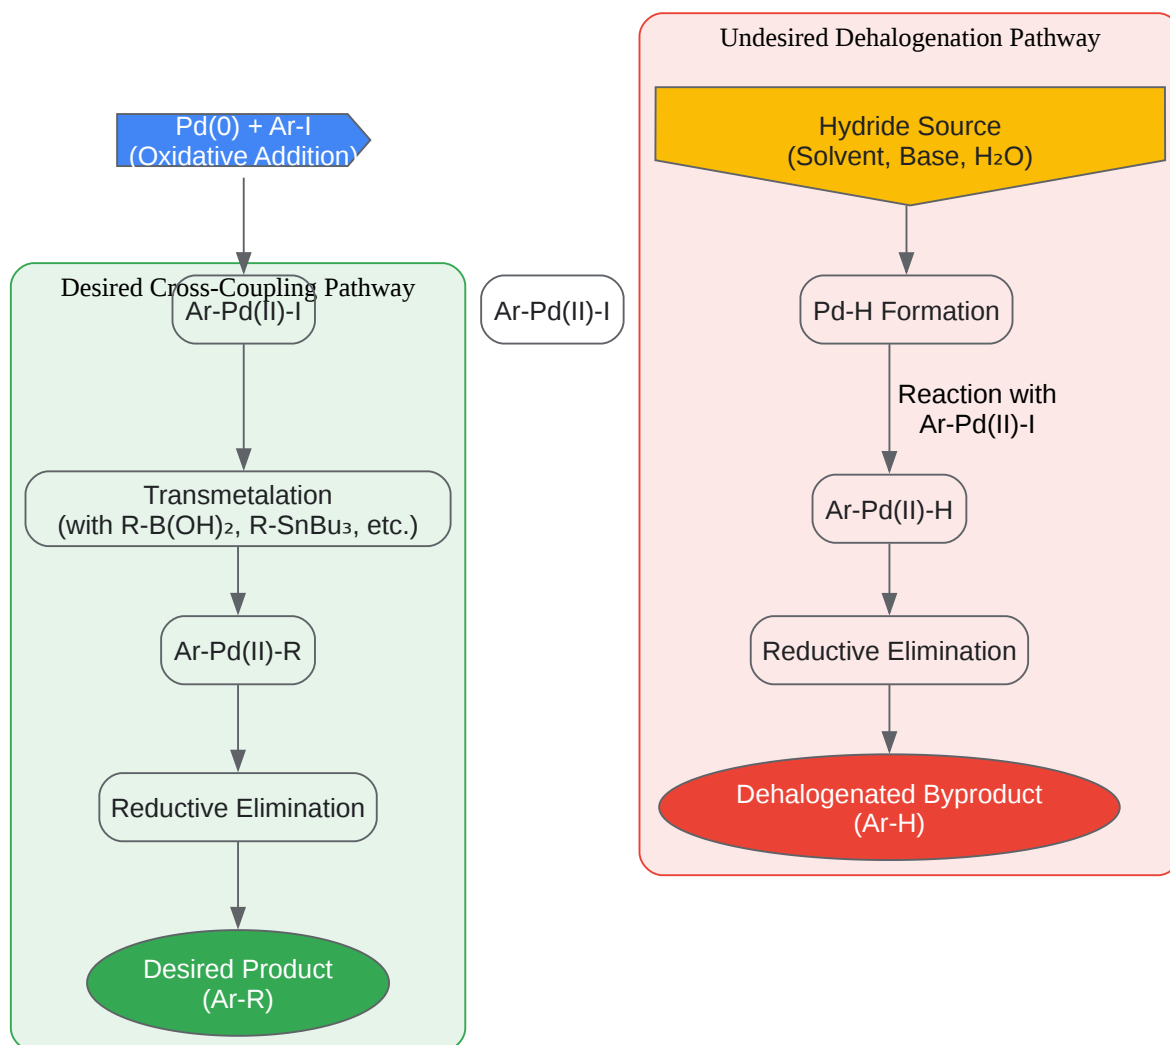 Pd(0) + Ar-I
(Oxidative Addition)
Desired Cross-Coupling Pathway
Ar-Pd(II)-I
Transmetalation
(with R-B(OH)₂, R-SnBu₃, etc.)
Ar-Pd(II)-R
Reductive Elimination
Desired Product
(Ar-R)
Ar-Pd(II)-I
Undesired Dehalogenation Pathway
Hydride Source
(Solvent, Base, H₂O)
Pd-H Formation
Reaction with
Ar-Pd(II)-I
Ar-Pd(II)-H
Reductive Elimination
Dehalogenated Byproduct
(Ar-H)